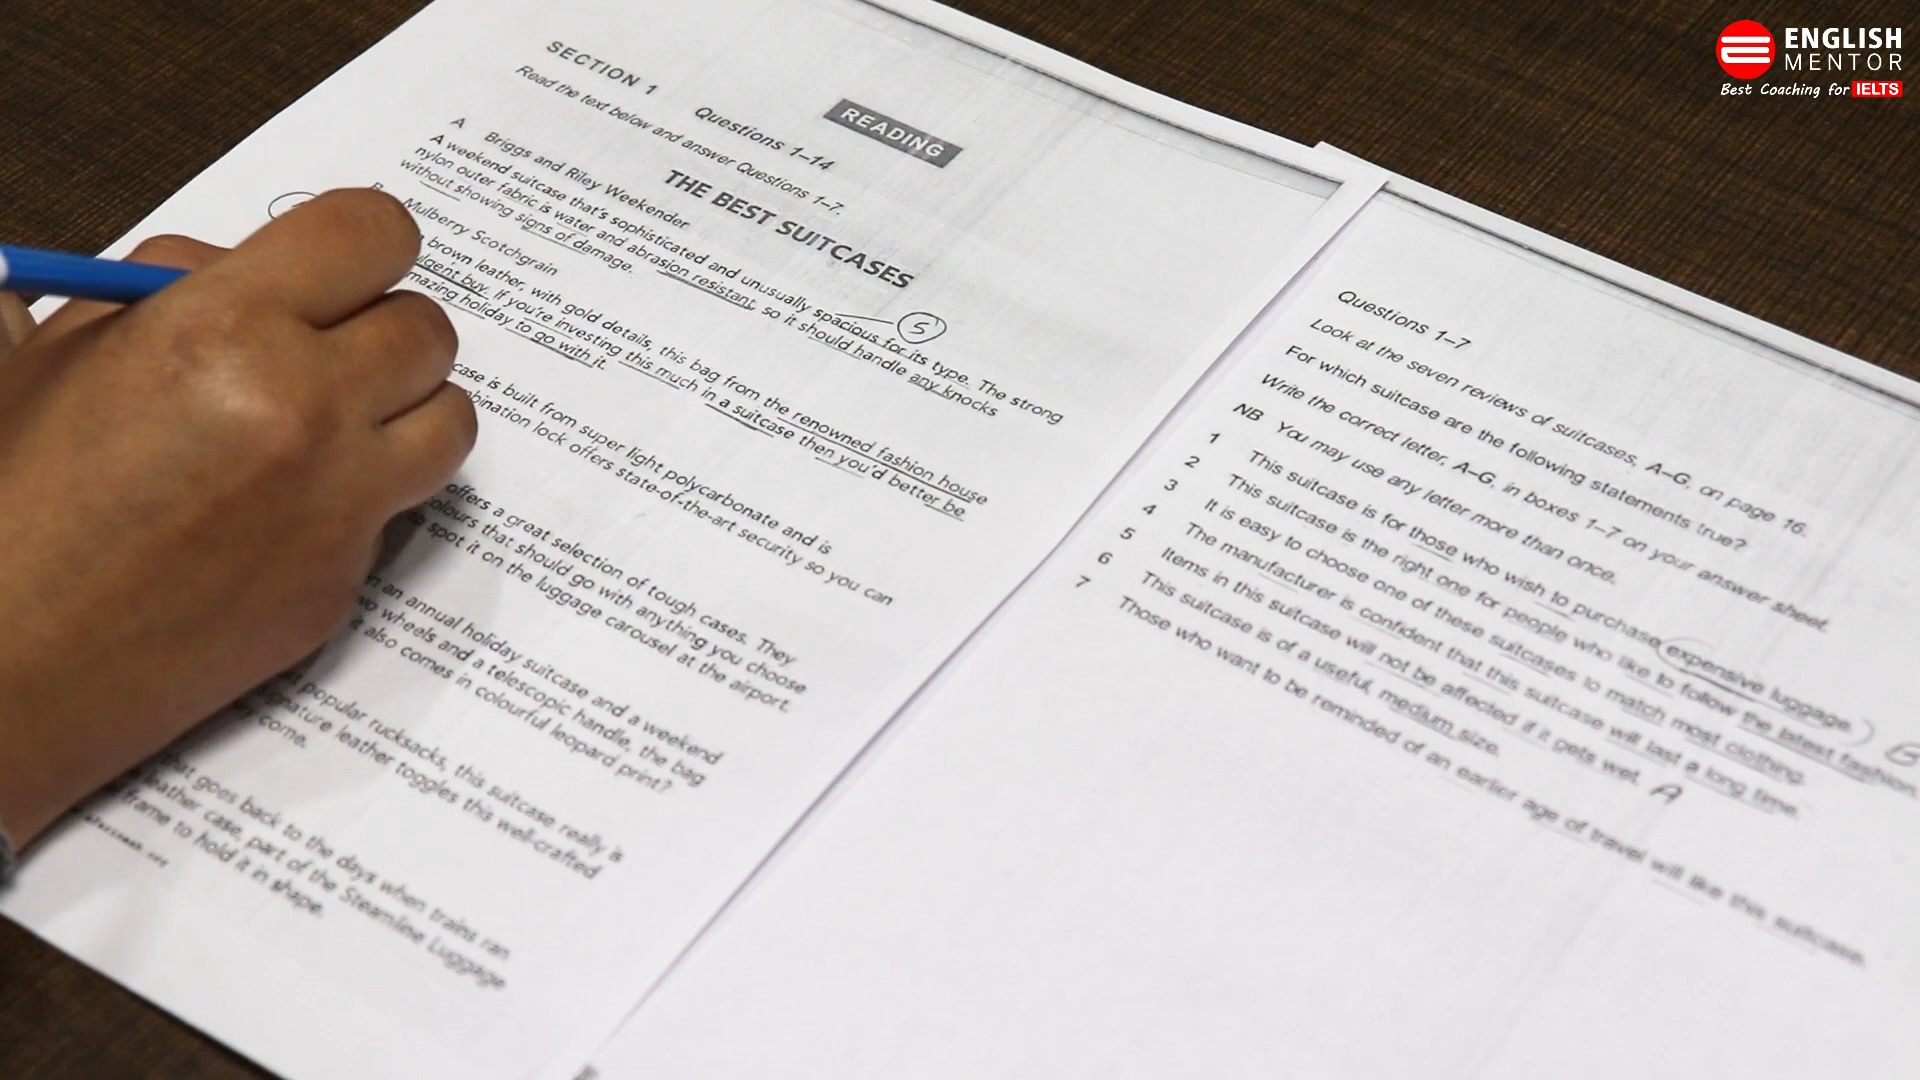 ENGLISH
MENTOR
Best Coaching for IELTS
READING
SECTION 1
Questions 1–14
Read the text below and answer Questions 1–7.
THE BEST SUITCASES
A Briggs and Riley Weekender
A weekend suitcase that's sophisticated and unusually spacious for its type. The strong
nylon outer fabric is water and abrasion resistant so it should handle any knocks
without showing signs of damage.
5
B Mulberry Scotchgrain
brown leather, with gold details, this bag from the renowned fashion house
buy. If you're investing this much in a suitcase then you'd better be
holiday to go with it.
case is built from super light polycarbonate and is
lock offers state-of-the-art security so you can
offers a great selection of tough cases. They
colours that should go with anything you choose
spot it on the luggage carousel at the airport.
an annual holiday suitcase and a weekend
wheels and a telescopic handle, the bag
it also comes in colourful leopard print?
popular rucksacks, this suitcase really is
leather toggles this well-crafted
come.
goes back to the days when trains ran
leather case, part of the Steamline Luggage
frame to hold it in shape.
Questions 1–7
Look at the seven reviews of suitcases, A–G, on page 16.
For which suitcase are the following statements true?
Write the correct letter, A–G, in boxes 1–7 on your answer sheet.
NB You may use any letter more than once.
1 This suitcase is for those who wish to purchase expensive luggage.
2 This suitcase is the right one for people who like to follow the latest fashion.
3 It is easy to choose one of these suitcases to match most clothing.
4 The manufacturer is confident that this suitcase will last a long time.
5 Items in this suitcase will not be affected if it gets wet. A
6 This suitcase is of a useful, medium size.
7 Those who want to be reminded of an earlier age of travel will like this suitcase.